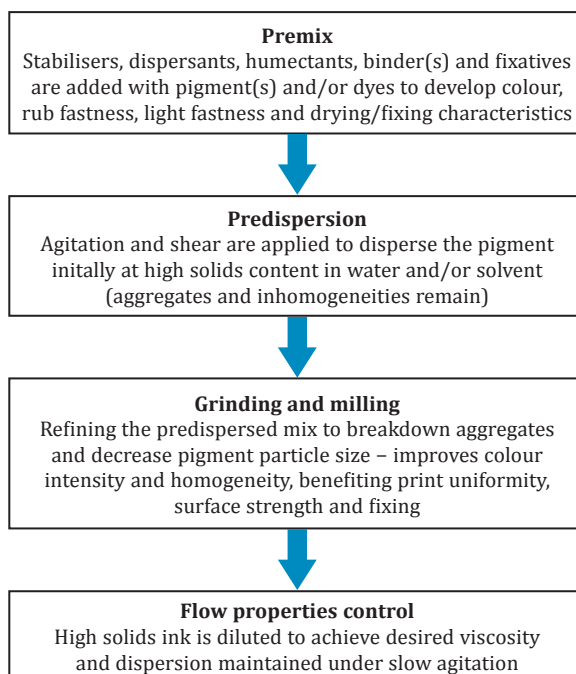 Premix
Stabilisers, dispersants, humectants, binder(s) and fixatives
are added with pigment(s) and/or dyes to develop colour,
rub fastness, light fastness and drying/fixing characteristics
Predispersion
Agitation and shear are applied to disperse the pigment
initally at high solids content in water and/or solvent
(aggregates and inhomogeneities remain)
Grinding and milling
Refining the predispersed mix to breakdown aggregates
and decrease pigment particle size – improves colour
intensity and homogeneity, benefiting print uniformity,
surface strength and fixing
Flow properties control
High solids ink is diluted to achieve desired viscosity
and dispersion maintained under slow agitation